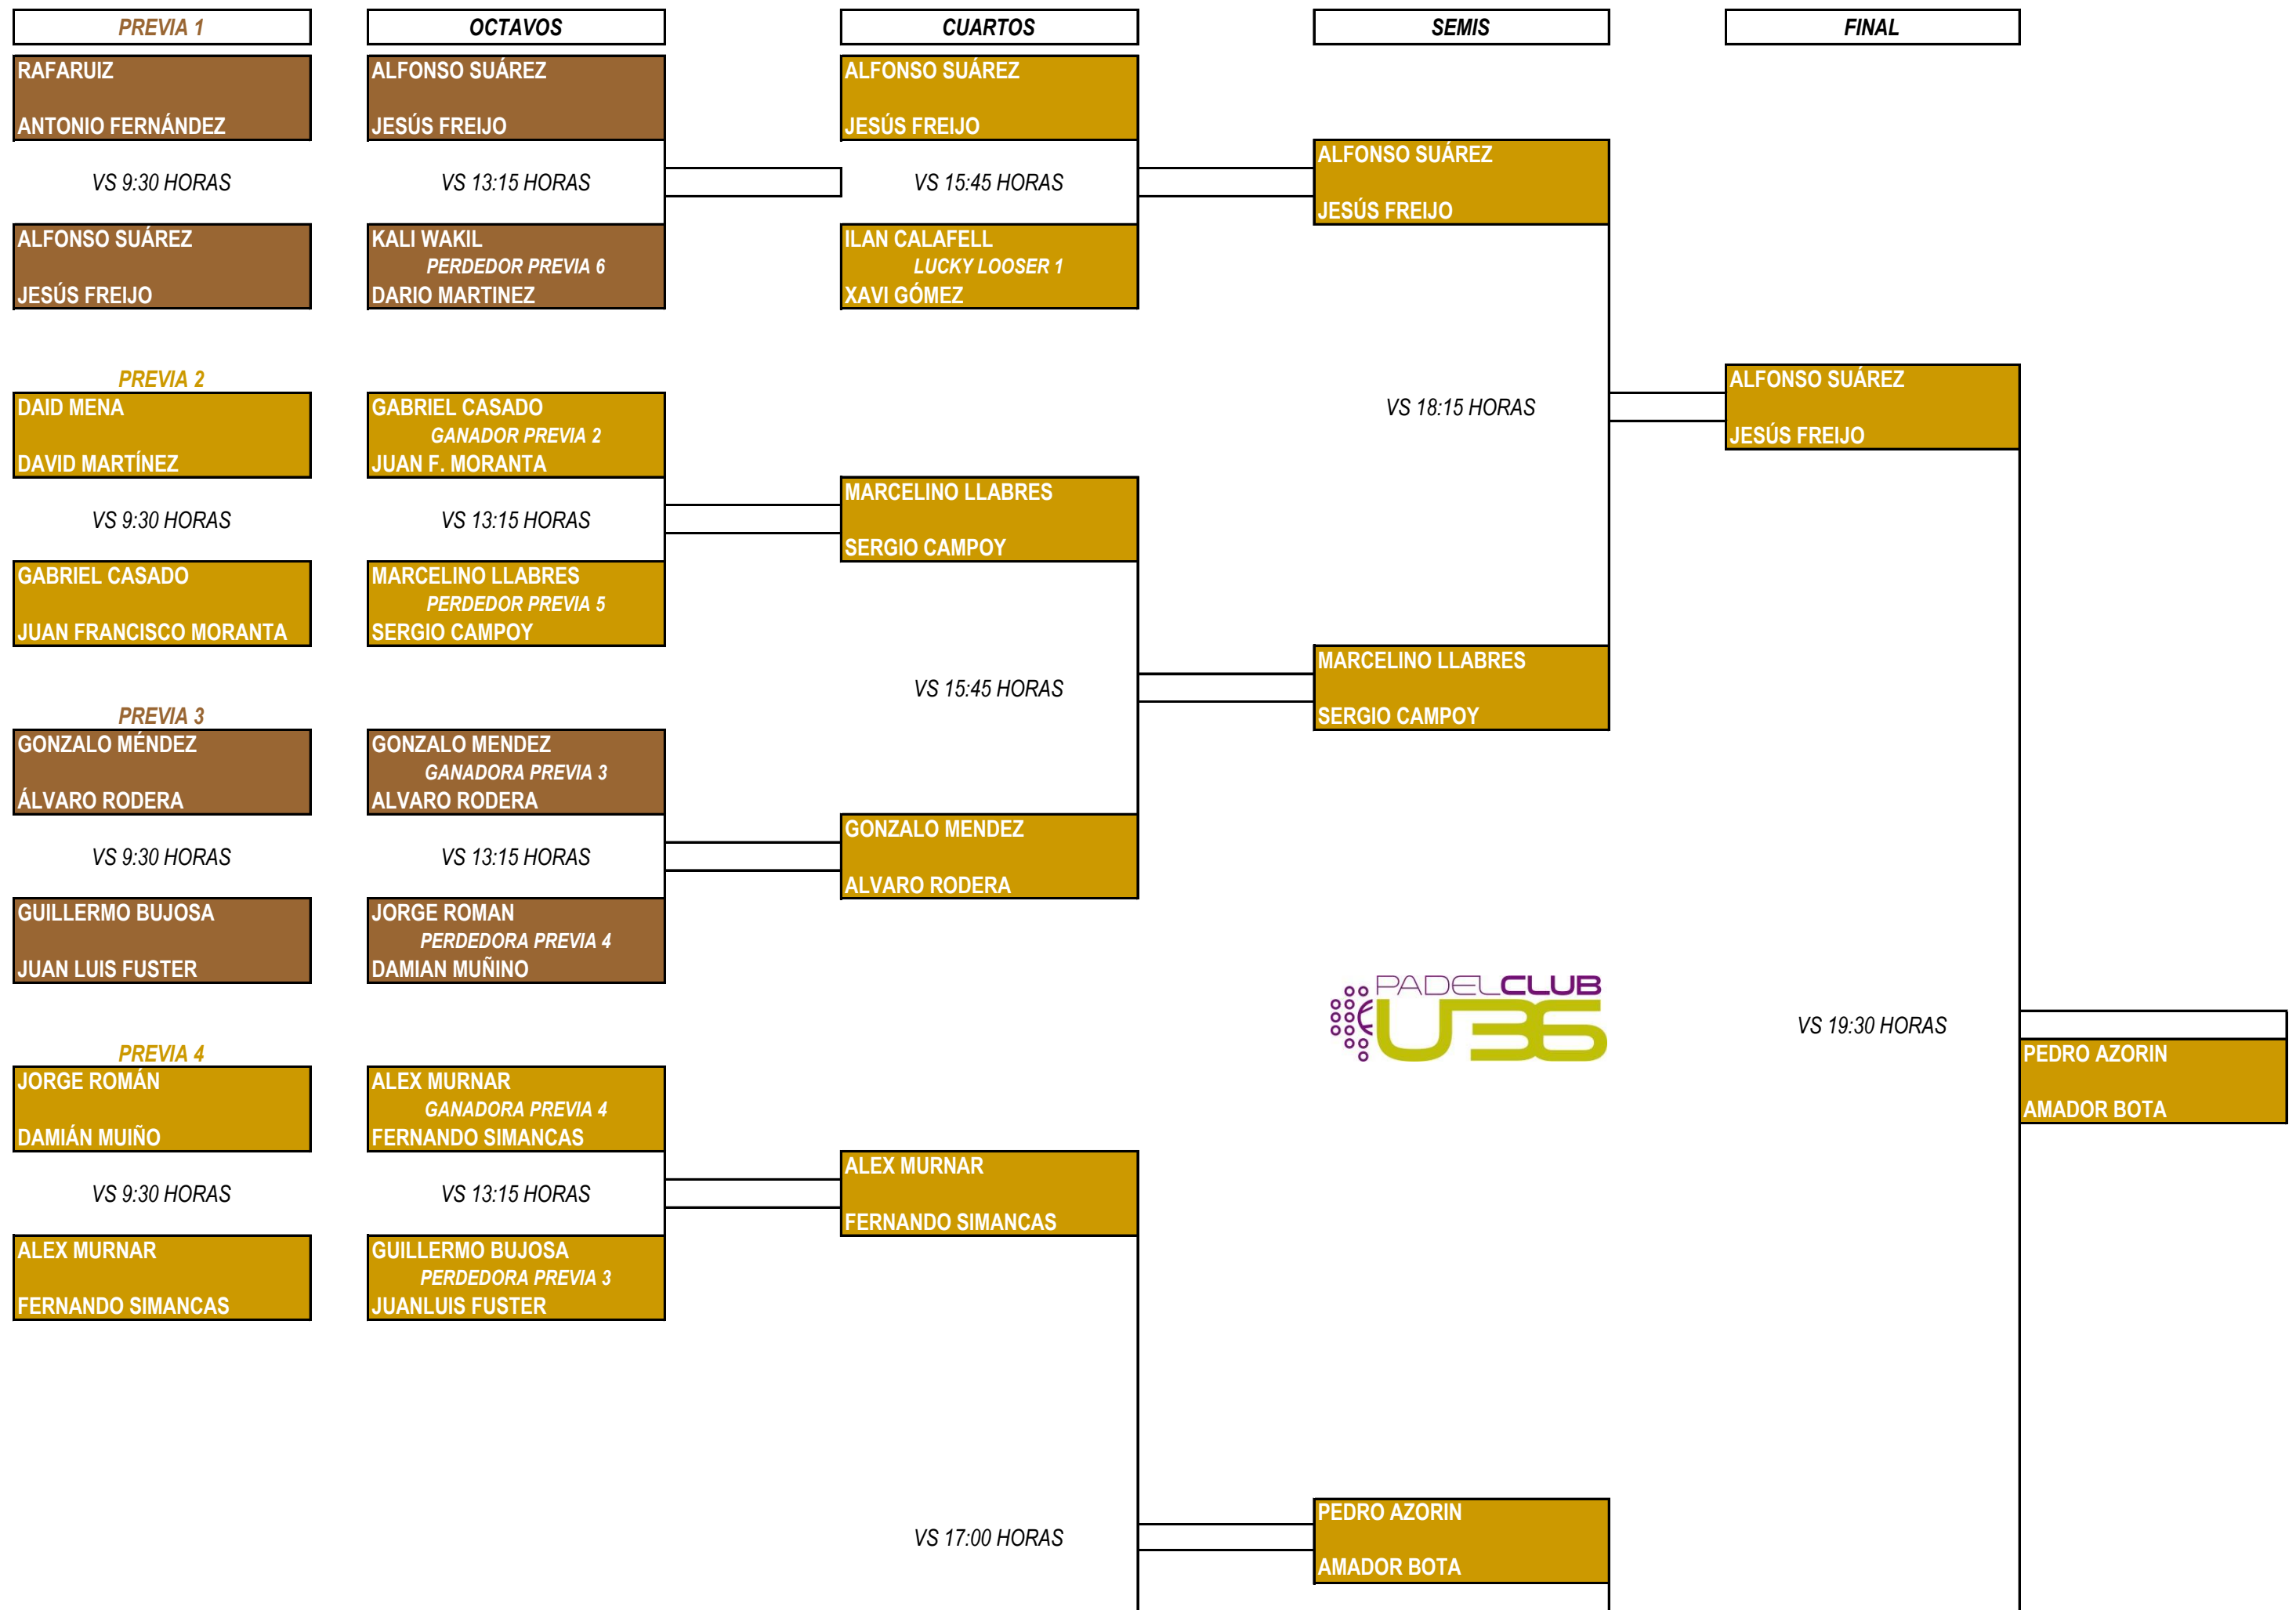 PREVIA 1
OCTAVOS
CUARTOS
SEMIS
FINAL
RAFARUIZ
ANTONIO FERNÁNDEZ
VS 9:30 HORAS
ALFONSO SUÁREZ
JESÚS FREIJO
PREVIA 2
DAID MENA
DAVID MARTÍNEZ
VS 9:30 HORAS
GABRIEL CASADO
JUAN FRANCISCO MORANTA
PREVIA 3
GONZALO MÉNDEZ
ÁLVARO RODERA
VS 9:30 HORAS
GUILLERMO BUJOSA
JUAN LUIS FUSTER
PREVIA 4
JORGE ROMÁN
DAMIÁN MUIÑO
VS 9:30 HORAS
ALEX MURNAR
FERNANDO SIMANCAS
ALFONSO SUÁREZ
JESÚS FREIJO
VS 13:15 HORAS
KALI WAKIL
PERDEDOR PREVIA 6
DARIO MARTINEZ
GABRIEL CASADO
GANADOR PREVIA 2
JUAN F. MORANTA
VS 13:15 HORAS
MARCELINO LLABRES
PERDEDOR PREVIA 5
SERGIO CAMPOY
GONZALO MENDEZ
GANADORA PREVIA 3
ALVARO RODERA
VS 13:15 HORAS
JORGE ROMAN
PERDEDORA PREVIA 4
DAMIAN MUÑINO
ALEX MURNAR
GANADORA PREVIA 4
FERNANDO SIMANCAS
VS 13:15 HORAS
GUILLERMO BUJOSA
PERDEDORA PREVIA 3
JUANLUIS FUSTER
ALFONSO SUÁREZ
JESÚS FREIJO
VS 15:45 HORAS
ILAN CALAFELL
LUCKY LOOSER 1
XAVI GÓMEZ
MARCELINO LLABRES
SERGIO CAMPOY
VS 15:45 HORAS
GONZALO MENDEZ
ALVARO RODERA
ALEX MURNAR
FERNANDO SIMANCAS
VS 17:00 HORAS
ALFONSO SUÁREZ
JESÚS FREIJO
VS 18:15 HORAS
MARCELINO LLABRES
SERGIO CAMPOY
PADELCLUB
U36
PEDRO AZORIN
AMADOR BOTA
ALFONSO SUÁREZ
JESÚS FREIJO
VS 19:30 HORAS
PEDRO AZORIN
AMADOR BOTA